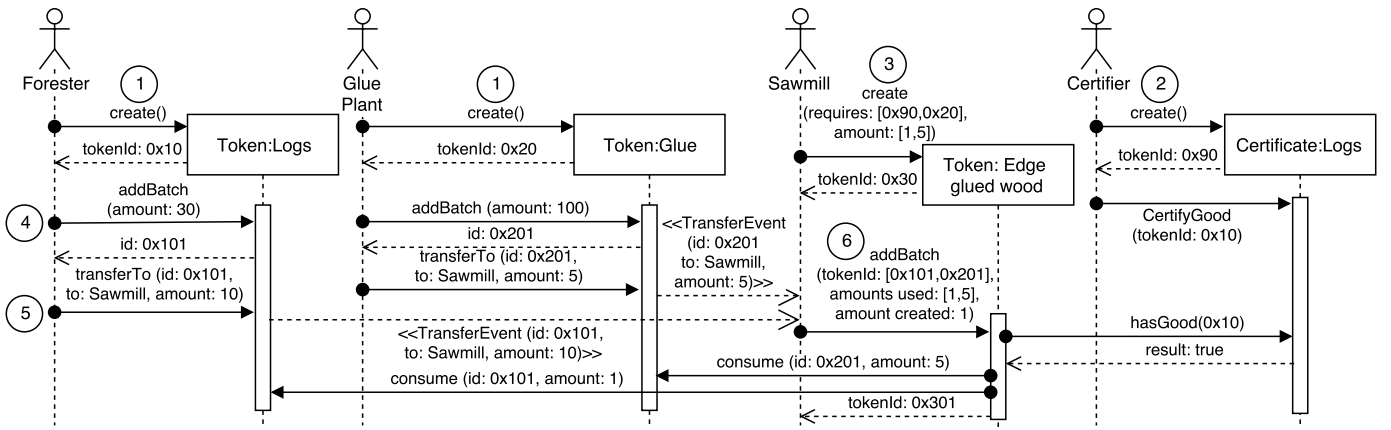 Forester
1
create()
Token:Logs
tokenId: 0x10
4
addBatch
(amount: 30)
id: 0x101
transferTo (id: 0x101,
to: Sawmill, amount: 10)
5
Glue
Plant
1
create()
Token:Glue
tokenId: 0x20
addBatch (amount: 100)
id: 0x201
transferTo (id: 0x201,
to: Sawmill, amount: 5)
<<TransferEvent
(id: 0x201
to: Sawmill,
amount: 5)>>
<<TransferEvent (id: 0x101,
to: Sawmill, amount: 10)>>
consume (id: 0x201, amount: 5)
consume (id: 0x101, amount: 1)
Sawmill
3
create
(requires: [0x90,0x20],
amount: [1,5])
Token: Edge
glued wood
tokenId: 0x30
6
addBatch
(tokenId: [0x101,0x201],
amounts used: [1,5],
amount created: 1)
tokenId: 0x301
Certifier
2
create()
Certificate:Logs
tokenId: 0x90
CertifyGood
(tokenId: 0x10)
hasGood(0x10)
result: true